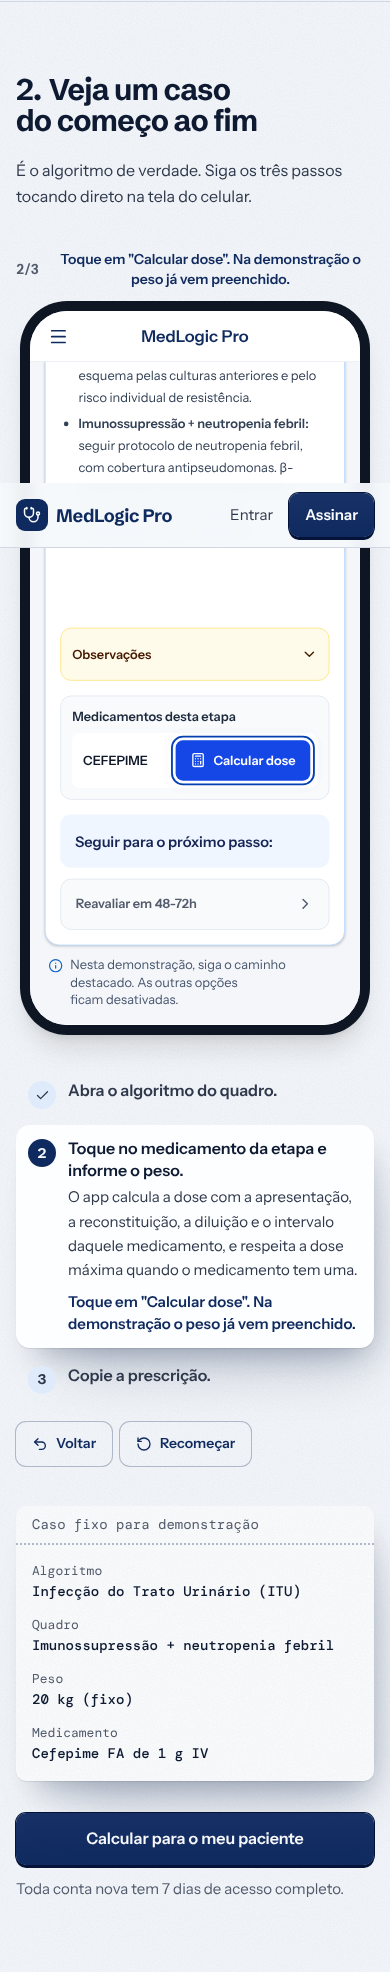 2. Veja um caso
do começo ao fim
É o algoritmo de verdade. Siga os três passos
tocando direto na tela do celular.
2/3
Toque em "Calcular dose". Na demonstração o
peso já vem preenchido.
MedLogic Pro
esquema pelas culturas anteriores e pelo
risco individual de resistência.
• Imunossupressão + neutropenia febril:
seguir protocolo de neutropenia febril,
com cobertura antipseudomonas. β-
MedLogic Pro
Entrar
Assinar
Observações
Medicamentos desta etapa
CEFEPIME
Calcular dose
Seguir para o próximo passo:
Reavaliar em 48-72h
Nesta demonstração, siga o caminho
destacado. As outras opções
ficam desativadas.
Abra o algoritmo do quadro.
2
Toque no medicamento da etapa e
informe o peso.
O app calcula a dose com a apresentação,
a reconstituição, a diluição e o intervalo
daquele medicamento, e respeita a dose
máxima quando o medicamento tem uma.
Toque em "Calcular dose". Na
demonstração o peso já vem preenchido.
3
Copie a prescrição.
Voltar
Recomeçar
Caso fixo para demonstração
Algoritmo
Infecção do Trato Urinário (ITU)
Quadro
Imunossupressão + neutropenia febril
Peso
20 kg (fixo)
Medicamento
Cefepime FA de 1 g IV
Calcular para o meu paciente
Toda conta nova tem 7 dias de acesso completo.